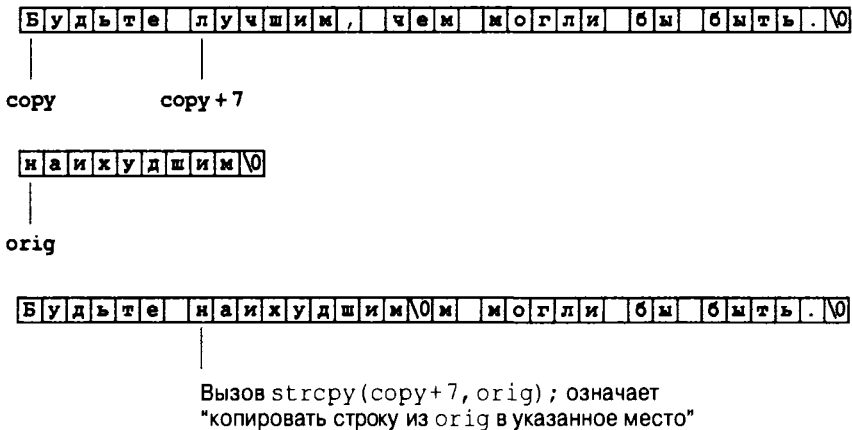 Будьте лучшим, чем могли бы быть.\0
copy copy+7
наихудшим\0
orig
Будьте наихудшим\0м могли бы быть.\0
Вызов strcpy(copy+7,orig); означает
"копировать строку из orig в указанное место"